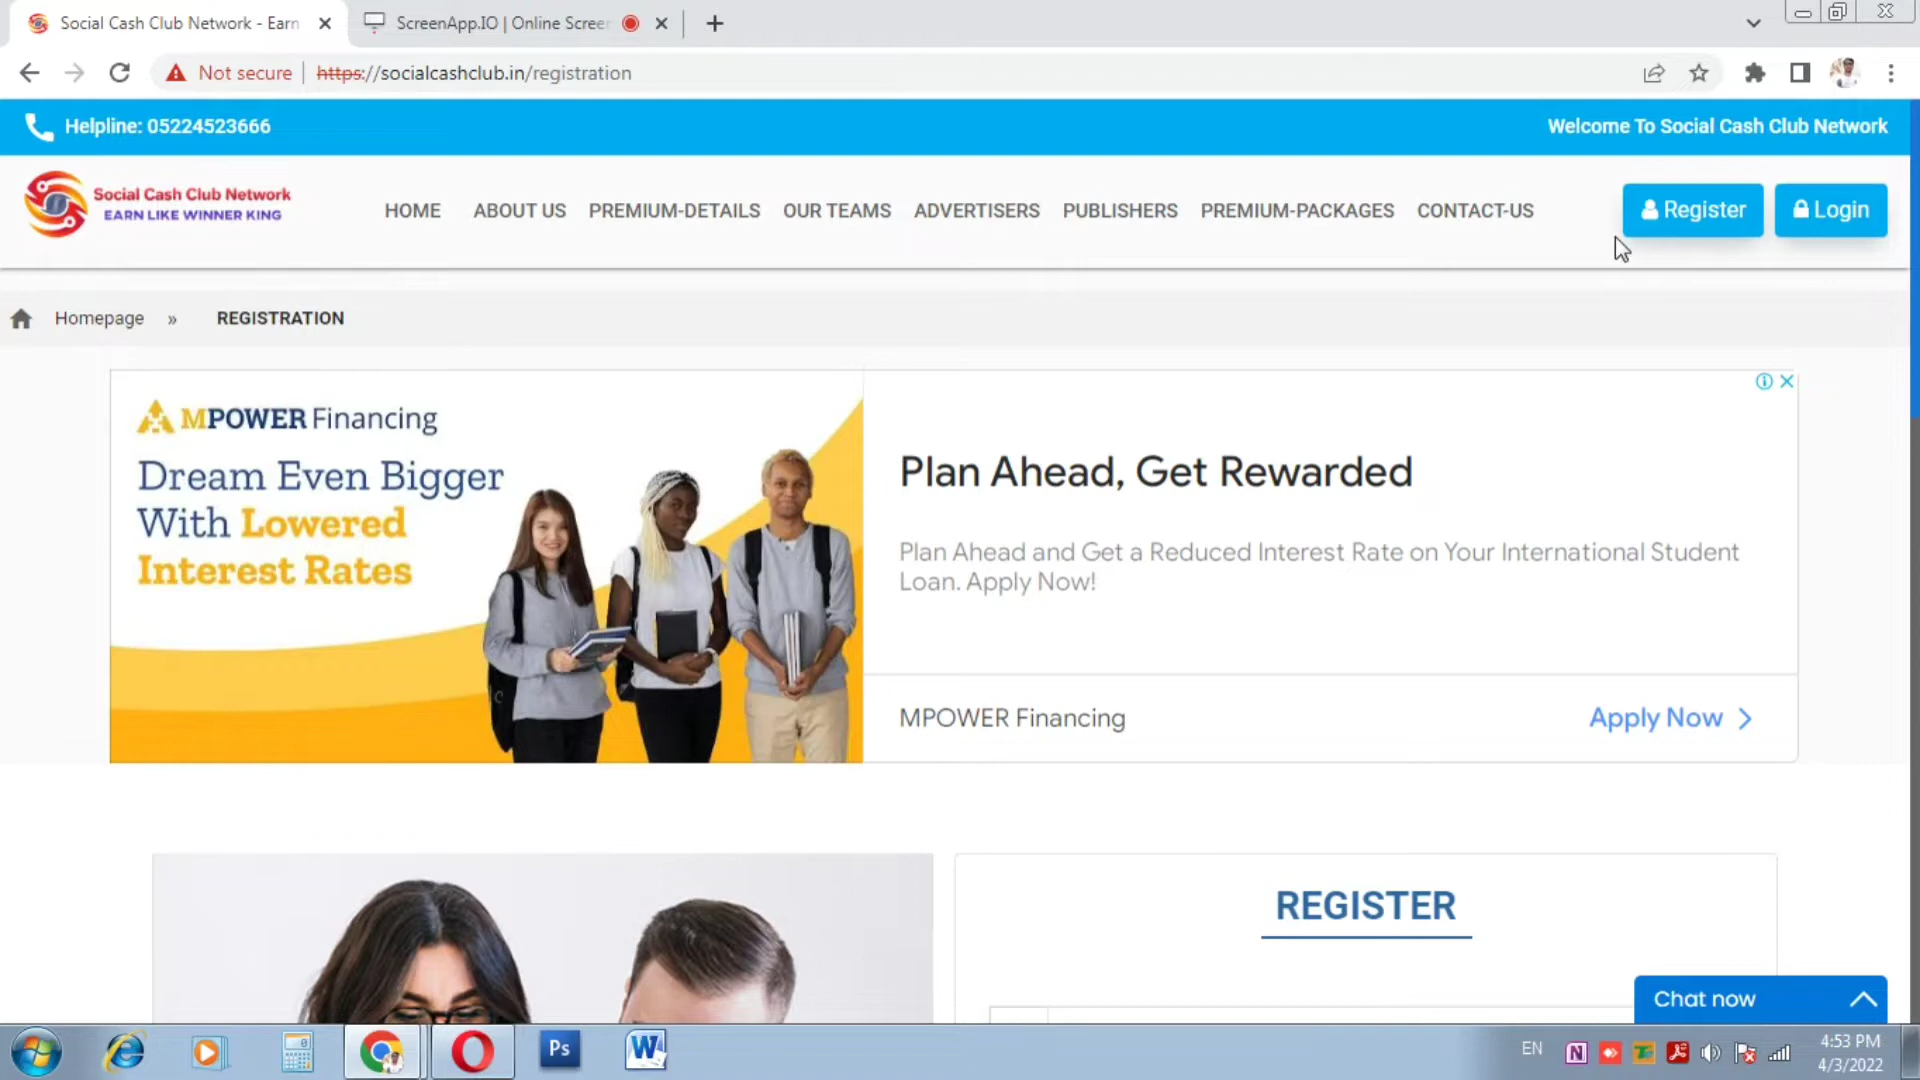 Social Cash Club Network - Earn
ScreenApp.IO | Online Scree
Not secure
https://socialcashclub.in/registration
Helpline: 05224523666
Welcome To Social Cash Club Network
Social Cash Club Network
EARN LIKE WINNER KING
HOME
ABOUT US
PREMIUM-DETAILS
OUR TEAMS
ADVERTISERS
PUBLISHERS
PREMIUM-PACKAGES
CONTACT-US
Register
Login
Homepage »
REGISTRATION
MPOWER Financing
Dream Even Bigger
With Lowered
Interest Rates
Plan Ahead, Get Rewarded
Plan Ahead and Get a Reduced Interest Rate on Your International Student
Loan. Apply Now!
MPOWER Financing
Apply Now
REGISTER
Chat now
Ps
W
EN
N
4:53 PM
4/3/2022